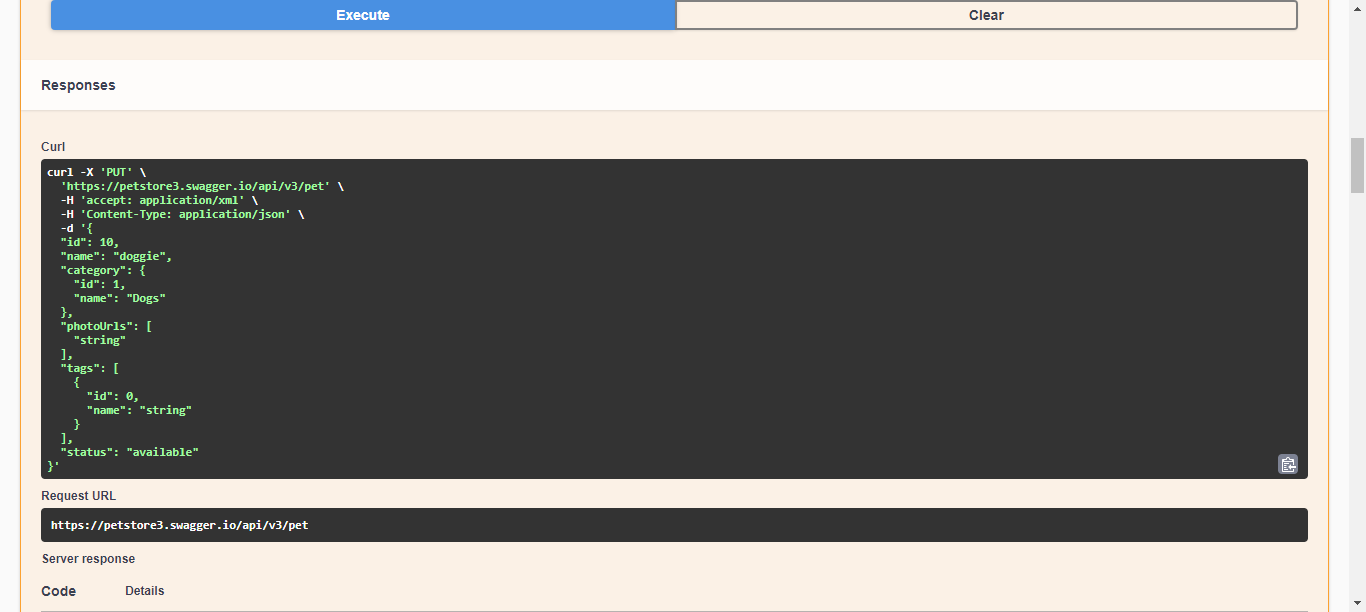 Execute
Clear
Responses
Curl
curl -X 'PUT' \
  'https://petstore3.swagger.io/api/v3/pet' \
  -H 'accept: application/xml' \
  -H 'Content-Type: application/json' \
  -d '{
  "id": 10,
  "name": "doggie",
  "category": {
    "id": 1,
    "name": "Dogs"
  },
  "photoUrls": [
    "string"
  ],
  "tags": [
    {
      "id": 0,
      "name": "string"
    }
  ],
  "status": "available"
}'
Request URL
https://petstore3.swagger.io/api/v3/pet
Server response
Code Details